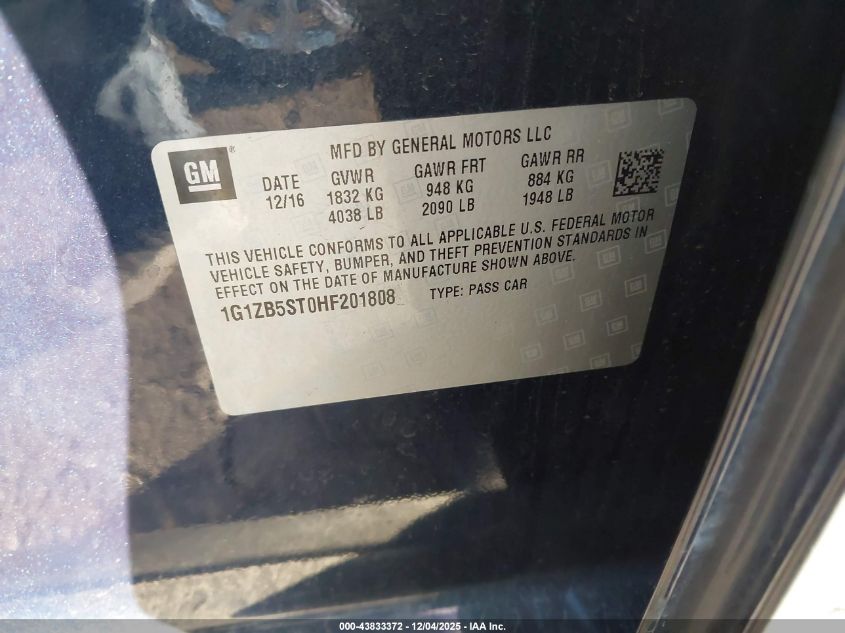 GM®
MFD BY GENERAL MOTORS LLC
DATE GVWR GAWR FRT GAWR RR
12/16 1832 KG 948 KG 884 KG
4038 LB 2090 LB 1948 LB
THIS VEHICLE CONFORMS TO ALL APPLICABLE U.S. FEDERAL MOTOR
VEHICLE SAFETY, BUMPER, AND THEFT PREVENTION STANDARDS IN
EFFECT ON THE DATE OF MANUFACTURE SHOWN ABOVE.
1G1ZB5ST0HF201808 TYPE: PASS CAR
000-43833372 - 12/04/2025 - IAA, Inc.